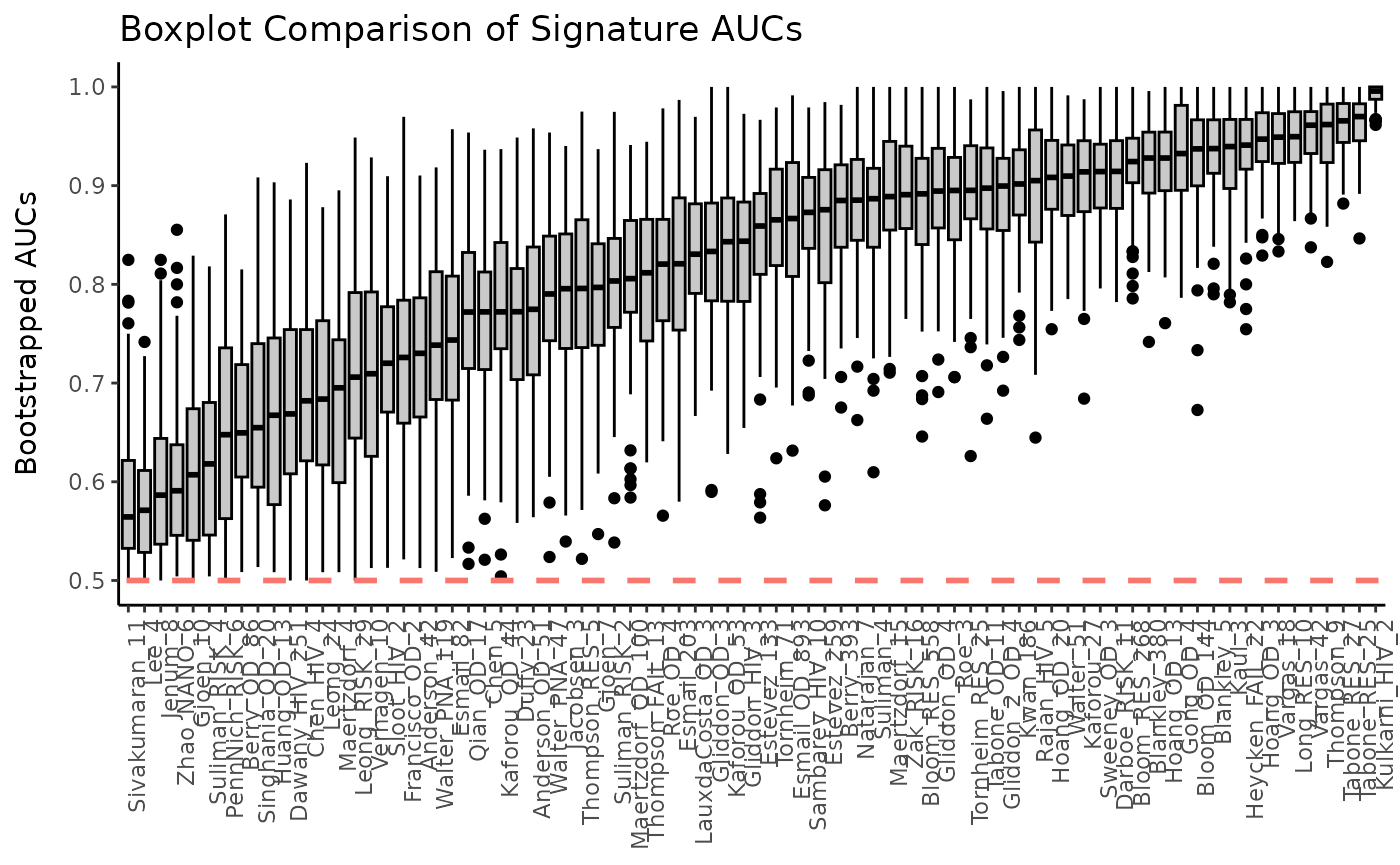 Boxplot Comparison of Signature AUCs
Bootstrapped AUCs
1.0
0.9
0.8
0.7
0.6
0.5
Sivakumaran_11
Lee_4
Jenum_8
Zhao_NANO_6
Gjoen_10
Suliman_RISK_4
PennNich_RISK_6
Berry_OD_86
Singhania_OD_20
Huang_OD_13
Dawany_HIV_251
Chen_HIV_4
Leong_24
Maertzdorf_4
Leong_RISK_29
Verhagen_10
Sloot_HIV_2
Francisco_OD_2
Anderson_42
Walter_PNA_119
Esmail_82
Qian_OD_17
Chen_5
Kaforou_OD_44
Duffy_23
Anderson_OD_51
Walter_PNA_47
Jacobsen_3
Thompson_RES_5
Gjoen_7
Suliman_RISK_2
Maertzdorf_OD_100
Thompson_FAIL_13
Roe_OD_4
Esmail_203
LauxdaCosta_OD_3
Gliddon_OD_3
Kaforou_OD_53
Gliddon_HIV_3
Estevez_133
Tornheim_71
Esmail_OD_893
Sambarey_HIV_10
Estevez_259
Berry_393
Natarajan_7
Suliman_4
Maertzdorf_15
Zak_RISK_16
Bloom_RES_558
Gliddon_OD_4
Roe_3
Tornheim_RES_25
Tabone_OD_11
Gliddon_2_OD_4
Kwan_186
Rajan_HIV_5
Hoang_OD_20
Walter_51
Kaforou_27
Sweeney_OD_3
Darboe_RISK_11
Bloom_RES_268
Blankley_380
Hoang_OD_13
Gong_OD_4
Bloom_OD_144
Blankley_5
Kaul_3
Heycken_FAIL_22
Hoang_OD_3
Vargas_18
Long_RES_10
Vargas_42
Thompson_9
Tabone_RES_27
Tabone_RES_25
Kulkarni_HIV_2